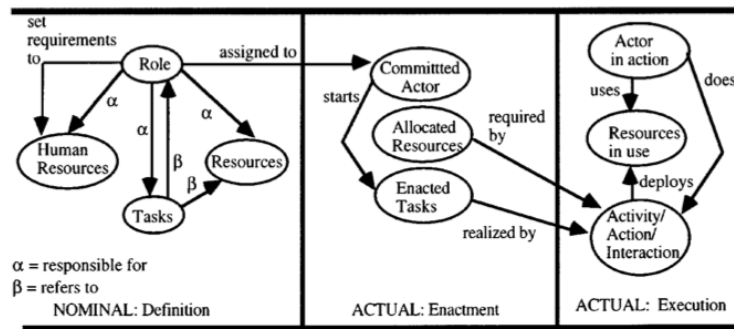 set
requirements
to
Role
assigned to
α
α
α
β
β
Human
Resources
Resources
Tasks
α = responsible for
β = refers to
NOMINAL: Definition
Committted
Actor
starts
Allocated
Resources
required
by
Enacted
Tasks
realized by
ACTUAL: Enactment
Actor
in action
uses
does
Resources
in use
deploys
Activity/
Action/
Interaction
ACTUAL: Execution